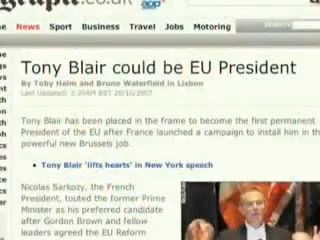 graph.co.uk
me News Sport Business Travel Jobs Motoring
Tony Blair could be EU President
By Toby Helm and Bruno Waterfield in Lisbon
Last Updated: 3:20AM BST 20/10/2007
Tony Blair has been placed in the frame to become the first permanent
President of the EU after France launched a campaign to install him in the
powerful new Brussels job.
Tony Blair 'lifts hearts' in New York speech
Nicolas Sarkozy, the French
President, touted the former Prime
Minister as his preferred candidate
after Gordon Brown and fellow
leaders agreed the EU Reform